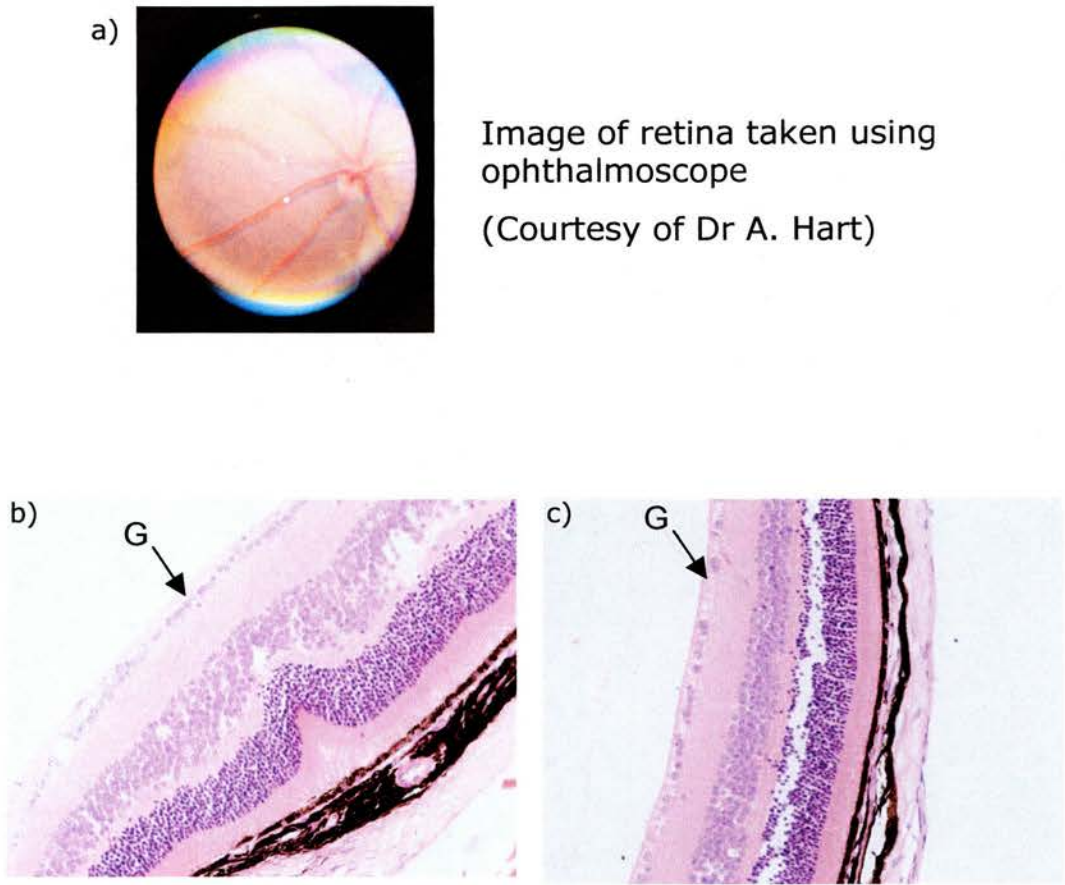 a)
Image of retina taken using
ophthalmoscope
(Courtesy of Dr A. Hart)
b)
G
c)
G